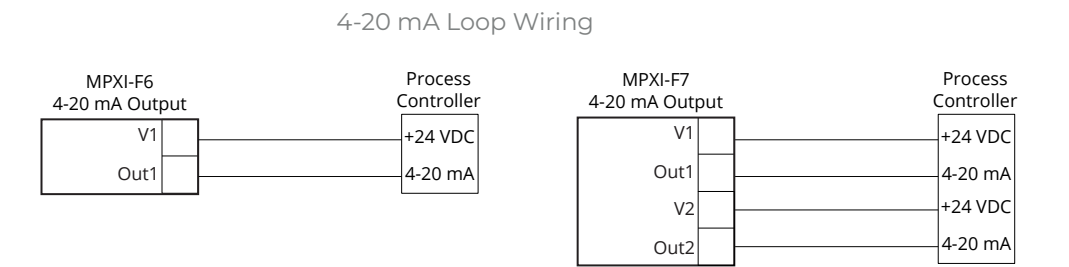 4-20 mA Loop Wiring
MPXI-F6
4-20 mA Output
Process
Controller
V1
+24 VDC
Out1
4-20 mA
MPXI-F7
4-20 mA Output
Process
Controller
V1
+24 VDC
Out1
4-20 mA
V2
+24 VDC
Out2
4-20 mA